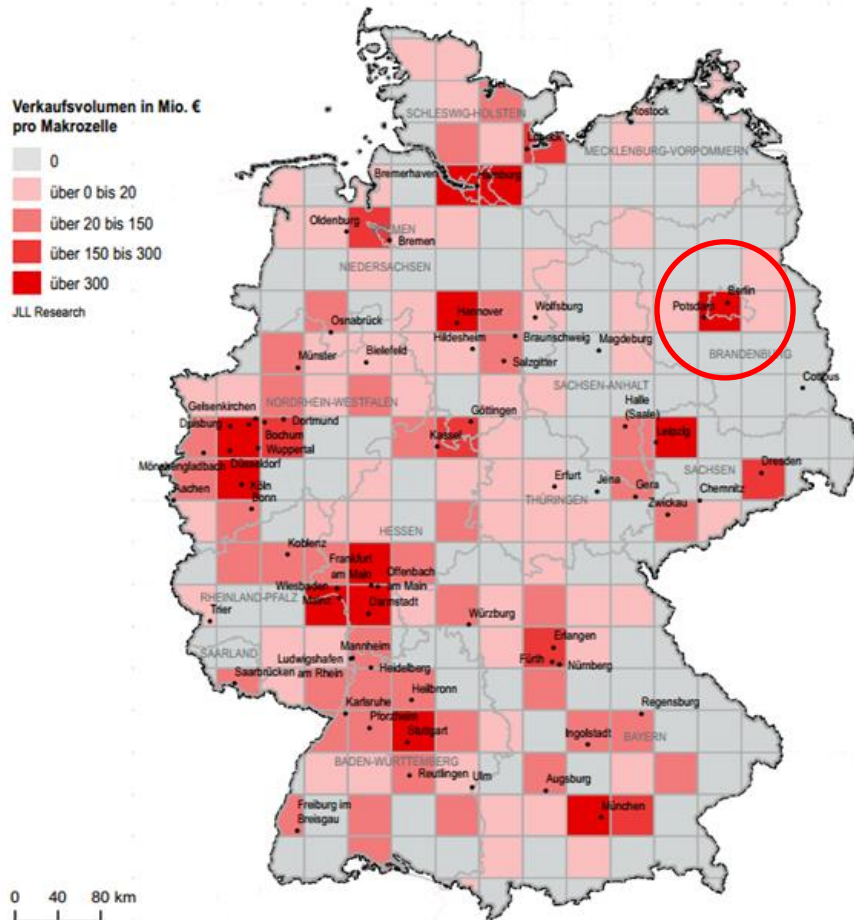 Verkaufsvolumen in Mio. €
pro Makrozelle
0
über 0 bis 20
über 20 bis 150
über 150 bis 300
über 300
JLL Research
Kiel
SCHLESWIG-HOLSTEIN
Rostock
Lübeck
MECKLENBURG-VORPOMMERN
Bremerhaven
Hamburg
Oldenburg
BREMEN
Bremen
NIEDERSACHSEN
Berlin
Potsdam
Hannover
Wolfsburg
Osnabrück
Braunschweig
Hildesheim
Magdeburg
BRANDENBURG
Münster
Bielefeld
Salzgitter
Cottbus
SACHSEN-ANHALT
NORDRHEIN-WESTFALEN
Gelsenkirchen
Halle
(Saale)
Göttingen
Duisburg
Dortmund
Bochum
Kassel
Leipzig
Wuppertal
Mönchengladbach
Düsseldorf
SACHSEN
Dresden
Aachen
Köln
Bonn
Erfurt
Jena
Gera
Chemnitz
THÜRINGEN
Zwickau
HESSEN
Koblenz
Frankfurt
am Main
Offenbach
am Main
Wiesbaden
Mainz
RHEINLAND-PFALZ
Darmstadt
Trier
Würzburg
SAARLAND
Mannheim
Erlangen
Ludwigshafen
am Rhein
Fürth
Nürnberg
Saarbrücken
Heidelberg
Heilbronn
Karlsruhe
Regensburg
Pforzheim
Stuttgart
Ingolstadt
BAYERN
BADEN-WÜRTTEMBERG
Reutlingen
Ulm
Augsburg
Freiburg im
Breisgau
München
0 40 80 km